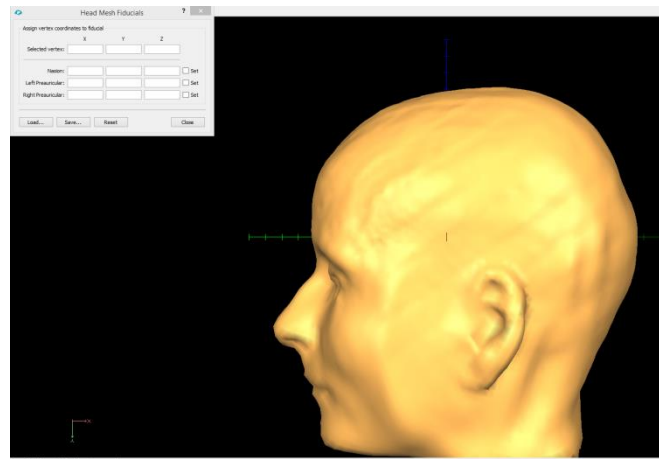 Head Mesh Fiducials ? ×
Assign vertex coordinates to fiducial
X Y Z
Selected vertex:
Nasion: Set
Left Preauricular: Set
Right Preauricular: Set
Load... Save... Reset Close